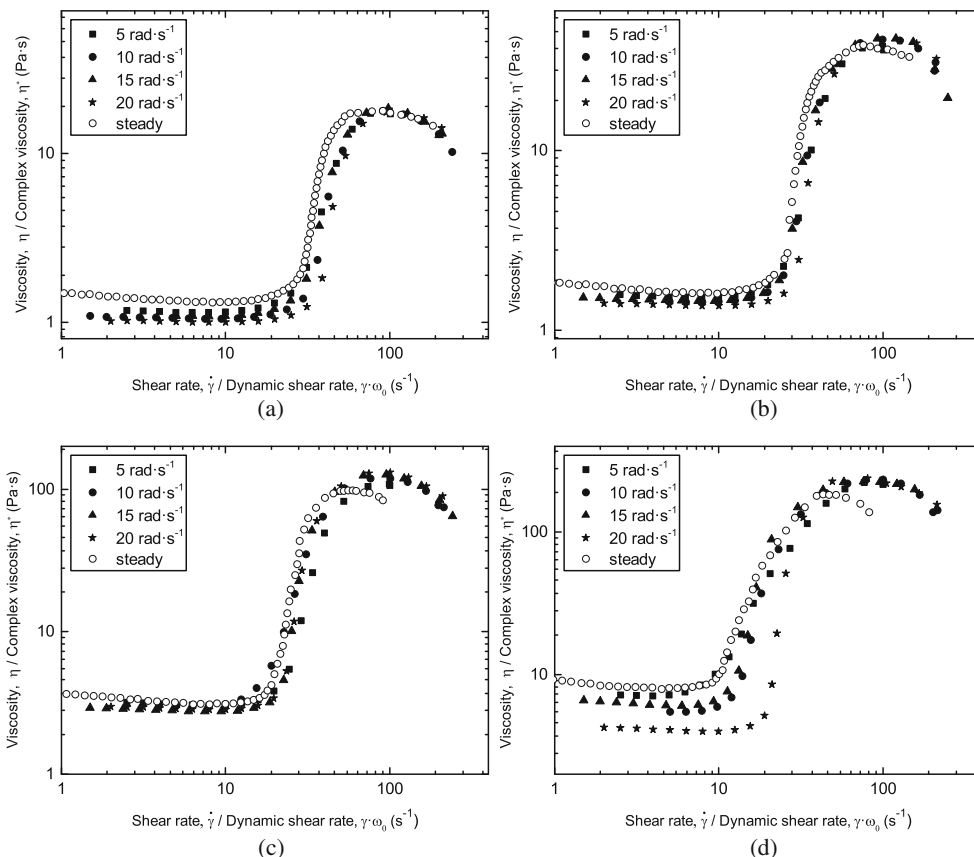 5 rad·s⁻¹
10 rad·s⁻¹
15 rad·s⁻¹
20 rad·s⁻¹
steady
Viscosity, η / Complex viscosity, η* (Pa·s)
10
1
1
10
100
Shear rate, γ̇ / Dynamic shear rate, γ·ω₀ (s⁻¹)
(a)
5 rad·s⁻¹
10 rad·s⁻¹
15 rad·s⁻¹
20 rad·s⁻¹
steady
Viscosity, η / Complex viscosity, η* (Pa·s)
10
1
1
10
100
Shear rate, γ̇ / Dynamic shear rate, γ·ω₀ (s⁻¹)
(b)
5 rad·s⁻¹
10 rad·s⁻¹
15 rad·s⁻¹
20 rad·s⁻¹
steady
Viscosity, η / Complex viscosity, η* (Pa·s)
100
10
1
1
10
100
Shear rate, γ̇ / Dynamic shear rate, γ·ω₀ (s⁻¹)
(c)
5 rad·s⁻¹
10 rad·s⁻¹
15 rad·s⁻¹
20 rad·s⁻¹
steady
Viscosity, η / Complex viscosity, η* (Pa·s)
100
10
1
10
100
Shear rate, γ̇ / Dynamic shear rate, γ·ω₀ (s⁻¹)
(d)